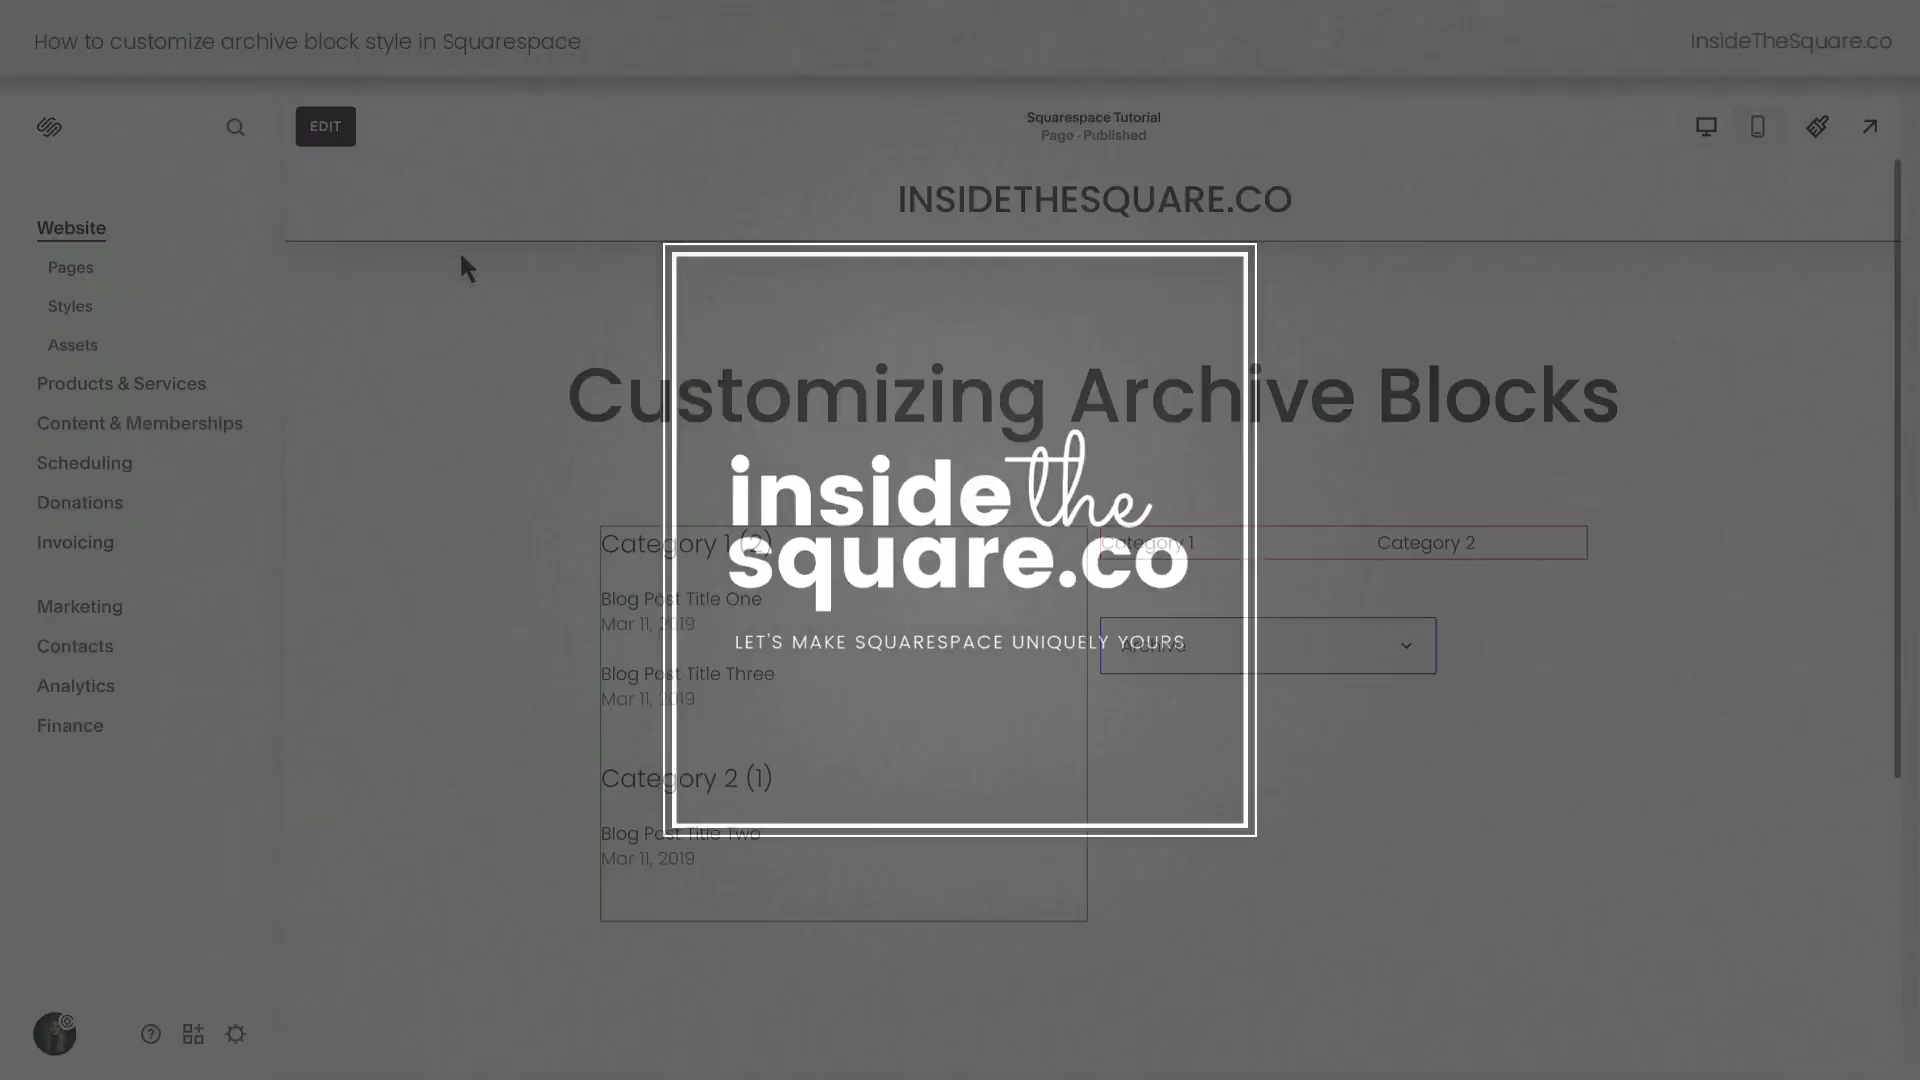 How to customize archive block style in Squarespace
InsideTheSquare.co
EDIT
Squarespace Tutorial
Page · Published
INSIDETHESQUARE.CO
Website
Pages
Styles
Assets
Products & Services
Content & Memberships
Scheduling
Donations
Invoicing
Marketing
Contacts
Analytics
Finance
Customizing Archive Blocks
inside the
square.co
LET'S MAKE SQUARESPACE UNIQUELY YOURS
Category 1 (2)
Blog Post Title One
Mar 11, 2019
Blog Post Title Three
Mar 11, 2019
Category 2 (1)
Blog Post Title Two
Mar 11, 2019
Category 1
Category 2
Archive